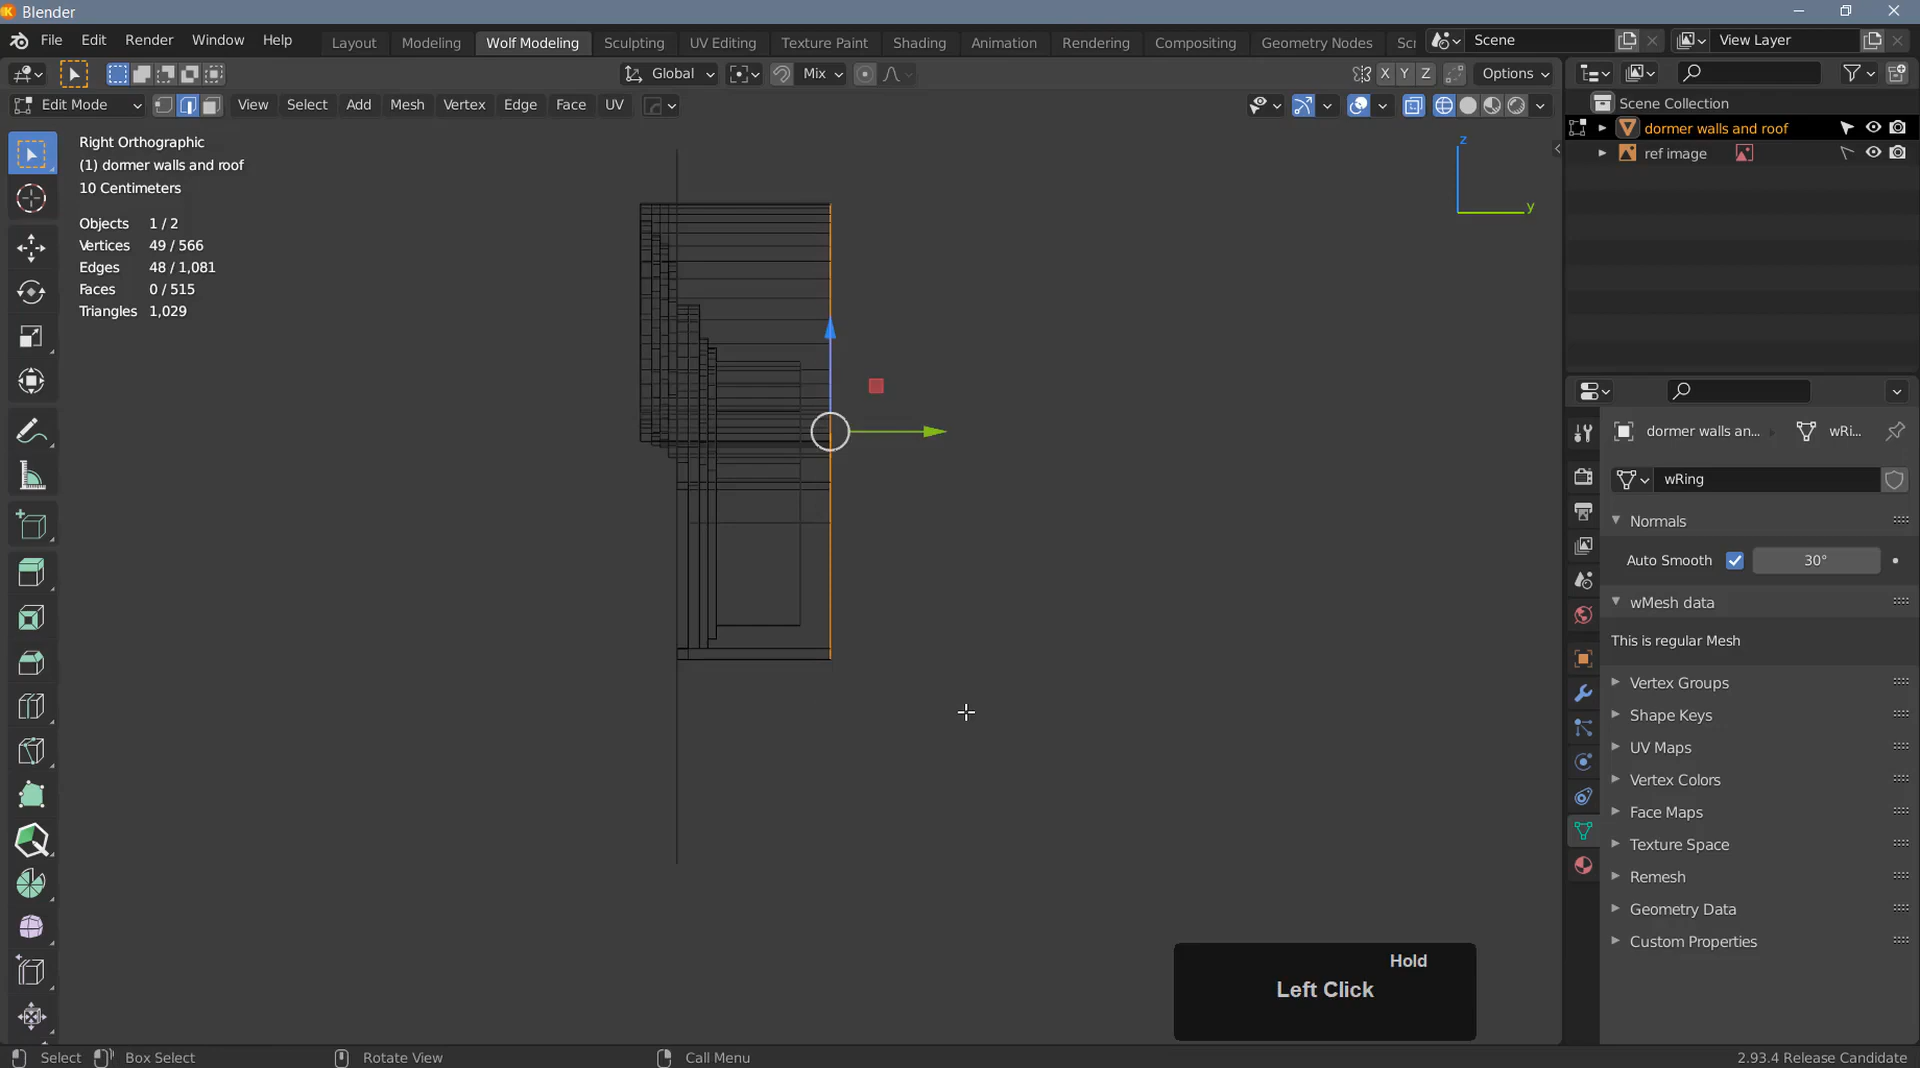 Blender
File Edit Render Window Help Layout Modeling Wolf Modeling Sculpting UV Editing Texture Paint Shading Animation Rendering Compositing Geometry Nodes Sc Scene View Layer
Global Mix X Y Z Options
Edit Mode View Select Add Mesh Vertex Edge Face UV
Scene Collection
dormer walls and roof
ref image
Right Orthographic
(1) dormer walls and roof
10 Centimeters
Objects 1 / 2
Vertices 49 / 566
Edges 48 / 1,081
Faces 0 / 515
Triangles 1,029
z
y
dormer walls an... wRi...
wRing
Normals
Auto Smooth 30°
wMesh data
This is regular Mesh
Vertex Groups
Shape Keys
UV Maps
Vertex Colors
Face Maps
Texture Space
Remesh
Geometry Data
Custom Properties
Hold
Left Click
Select Box Select Rotate View Call Menu 2.93.4 Release Candidate